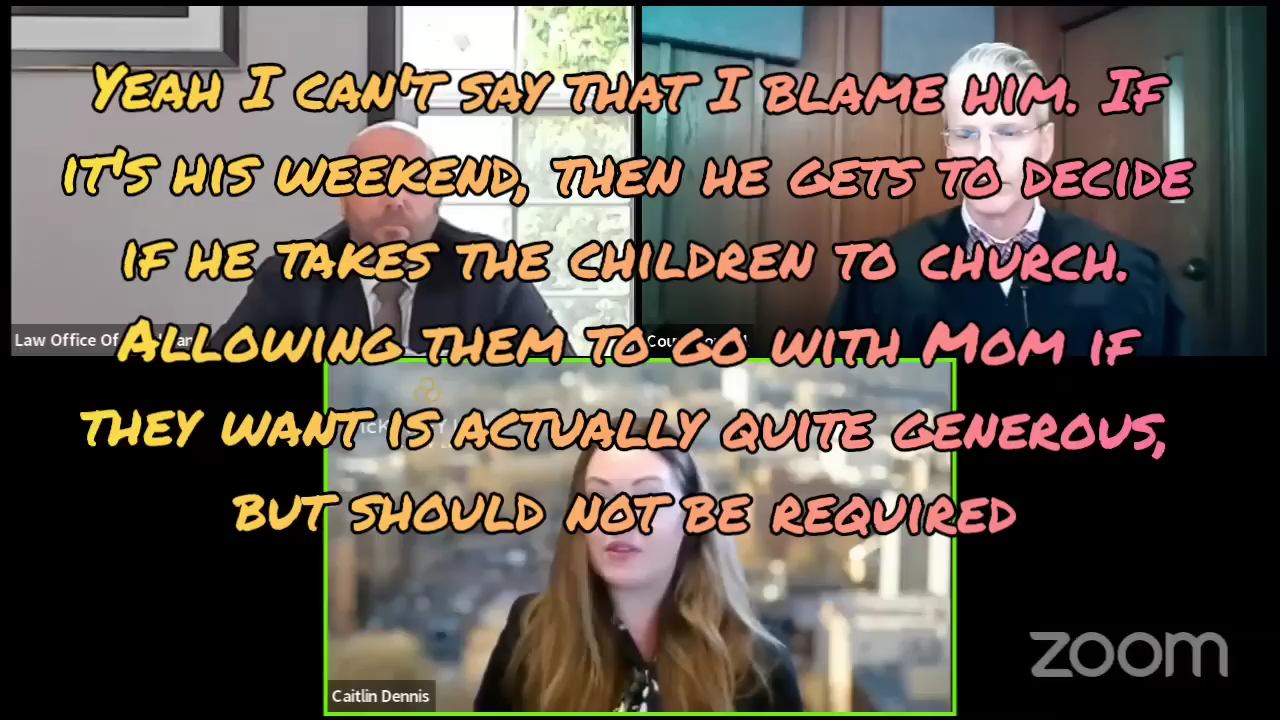 Yeah I can't say that I blame him. If
it's his weekend, then he gets to decide
if he takes the children to church.
Allowing them to go with Mom if
they want is actually quite generous,
but should not be required
Law Office Of
Caitlin Dennis
zoom